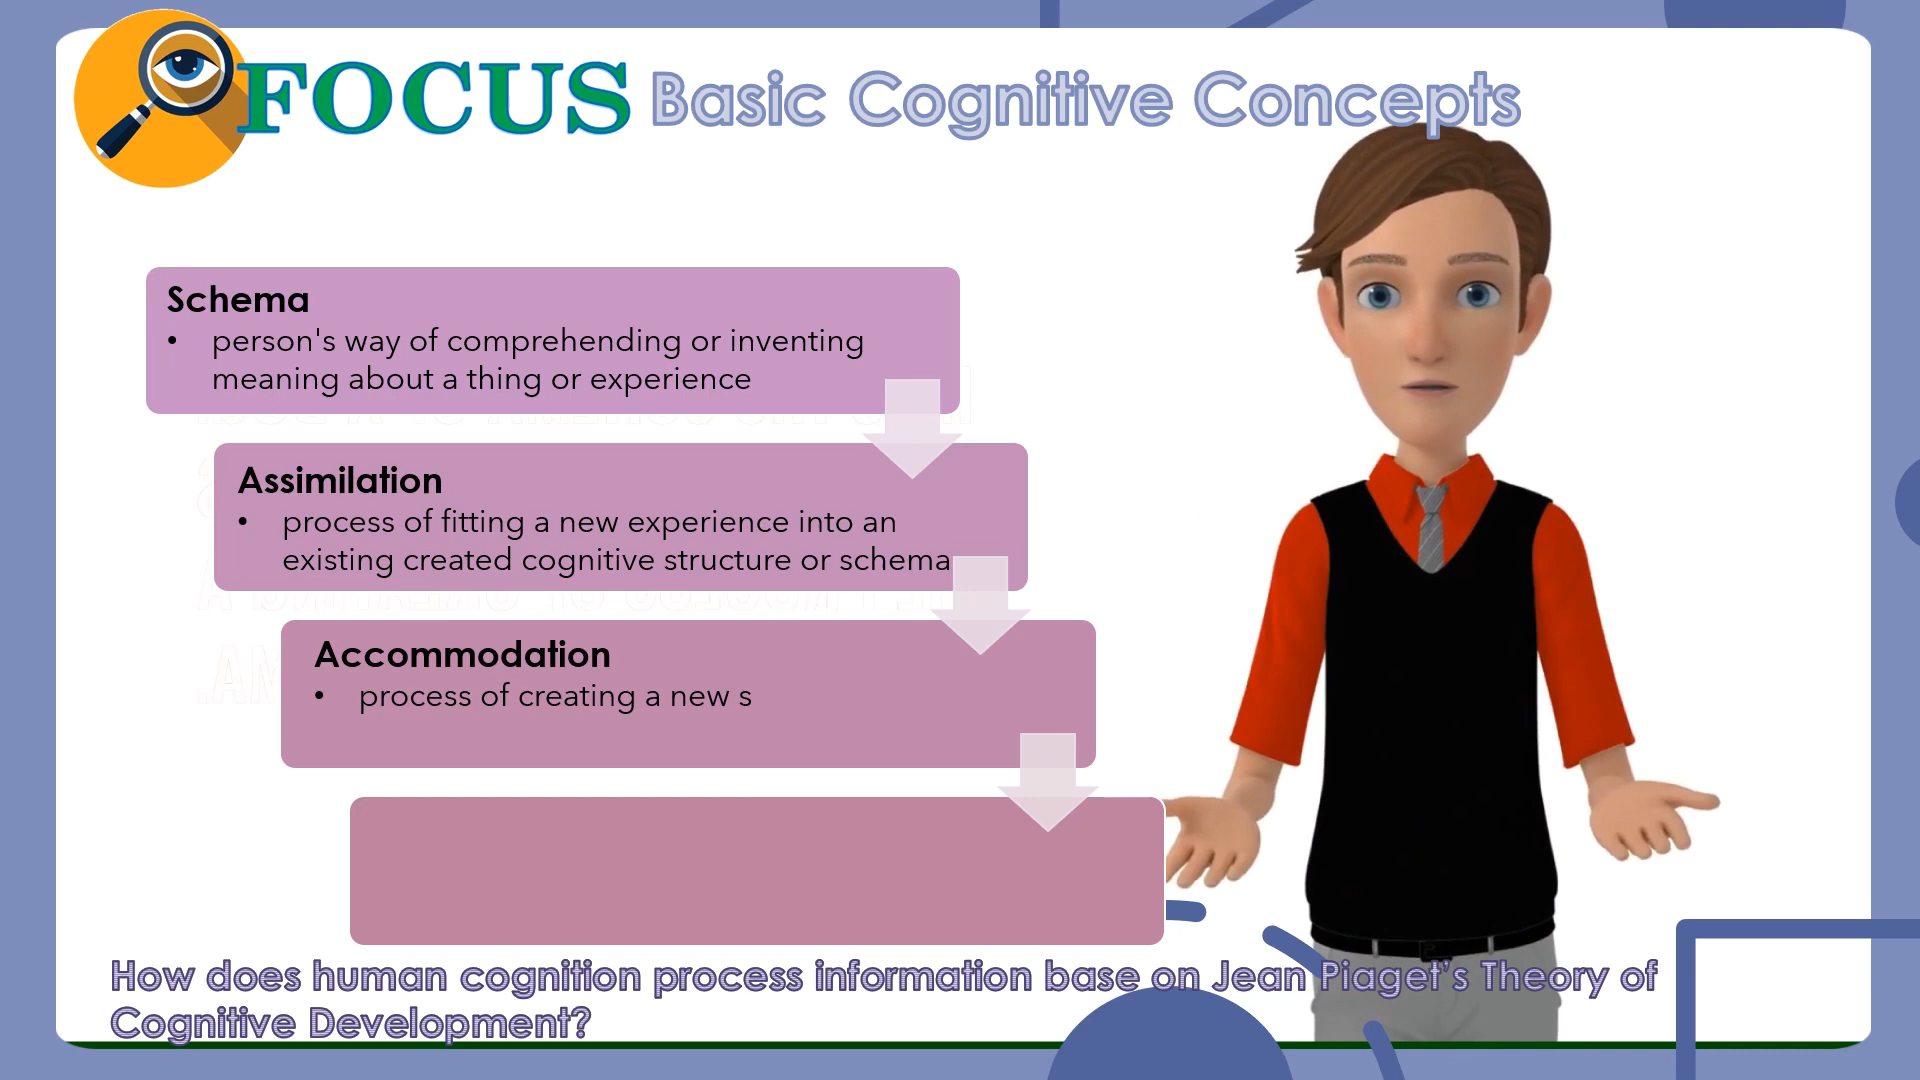 FOCUS Basic Cognitive Concepts
Schema
• person's way of comprehending or inventing
meaning about a thing or experience
Assimilation
• process of fitting a new experience into an
existing created cognitive structure or schema
Accommodation
• process of creating a new s
How does human cognition process information base on Jean Piaget's Theory of
Cognitive Development?